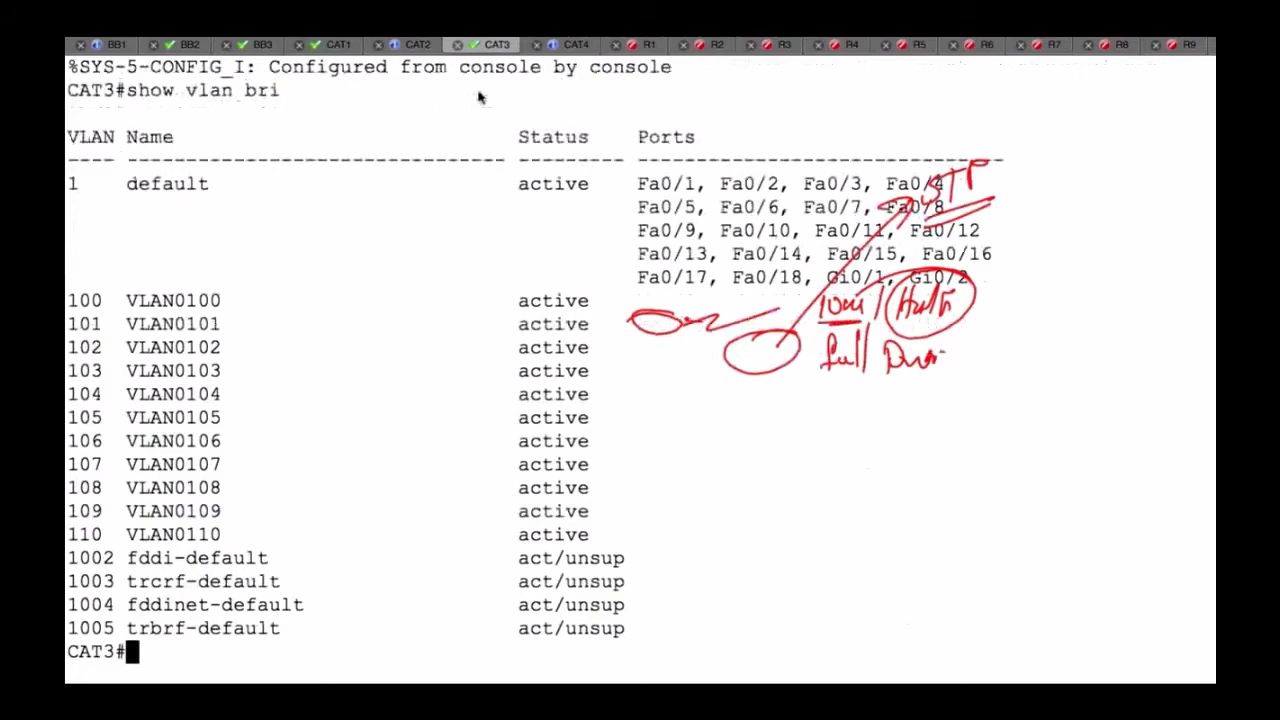 BB1 BB2 BB3 CAT1 CAT2 CAT3 CAT4 R1 R2 R3 R4 R5 R6 R7 R8 R9
%SYS-5-CONFIG_I: Configured from console by console
CAT3#show vlan bri
VLAN Name Status Ports
---- -------------------------------- --------- -------------------------------
1 default active Fa0/1, Fa0/2, Fa0/3, Fa0/4
STP
Fa0/5, Fa0/6, Fa0/7, Fa0/8
Fa0/9, Fa0/10, Fa0/11, Fa0/12
Fa0/13, Fa0/14, Fa0/15, Fa0/16
Fa0/17, Fa0/18, Gi0/1, Gi0/2
100 VLAN0100 active
101 VLAN0101 active
102 VLAN0102 active
full
103 VLAN0103 active
104 VLAN0104 active
105 VLAN0105 active
106 VLAN0106 active
107 VLAN0107 active
108 VLAN0108 active
109 VLAN0109 active
110 VLAN0110 active
1002 fddi-default act/unsup
1003 trcrf-default act/unsup
1004 fddinet-default act/unsup
1005 trbrf-default act/unsup
CAT3#